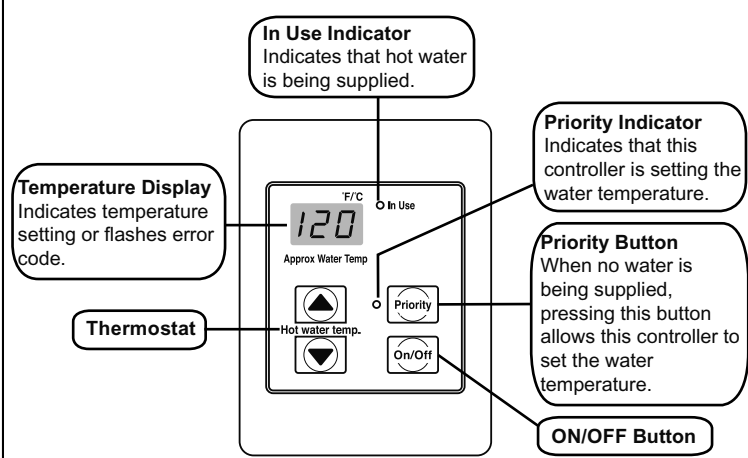 In Use Indicator
Indicates that hot water
is being supplied.
Priority Indicator
Indicates that this
controller is setting the
water temperature.
Temperature Display
Indicates temperature
setting or flashes error
code.
°F/°C
120
In Use
Approx Water Temp
Priority Button
When no water is
being supplied,
pressing this button
allows this controller to
set the water
temperature.
Thermostat
Hot water temp.
Priority
On/Off
ON/OFF Button